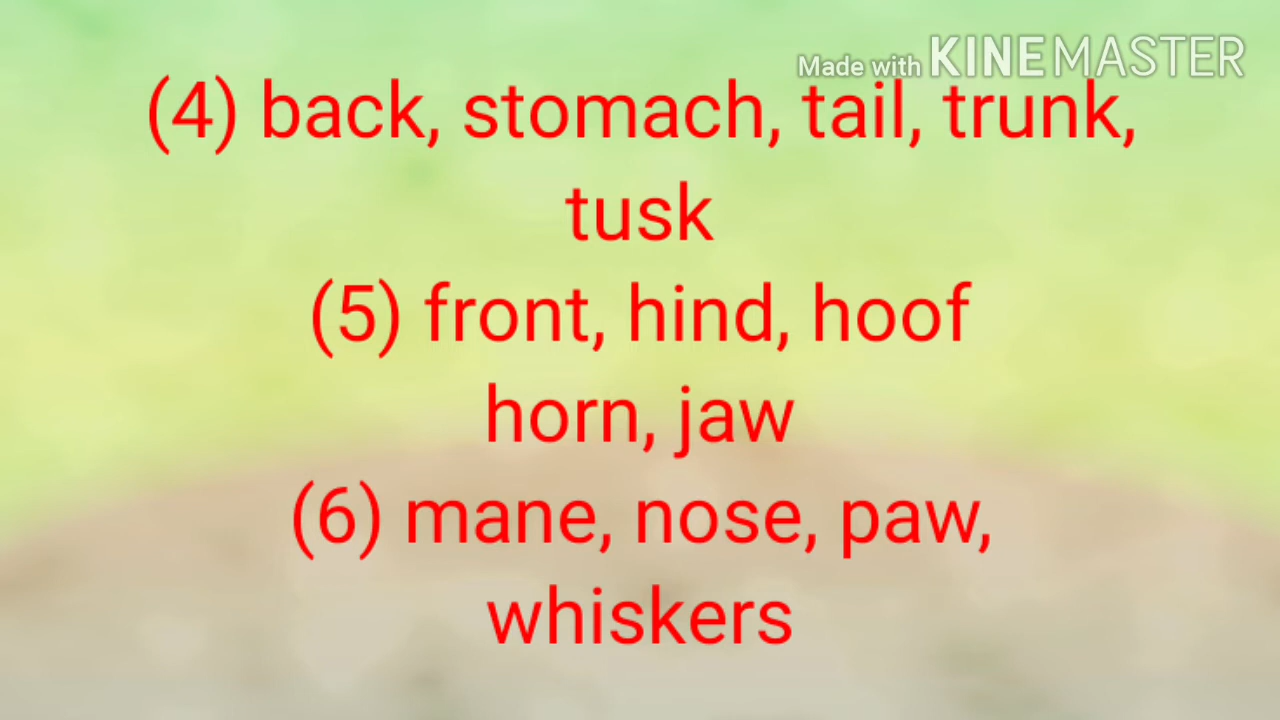 Made with KINEMASTER
(4) back, stomach, tail, trunk,
tusk
(5) front, hind, hoof
horn, jaw
(6) mane, nose, paw,
whiskers